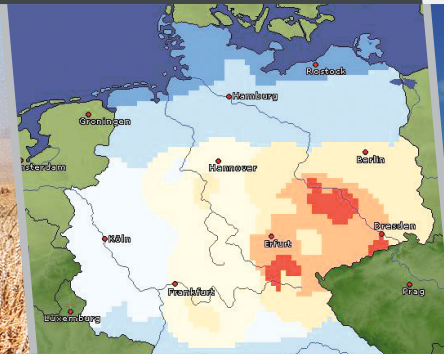 Rostock
Hamburg
Groningen
msterdam
Hannover
Berlin
Dresden
Köln
Erfurt
Frankfurt
Prag
Luxemburg